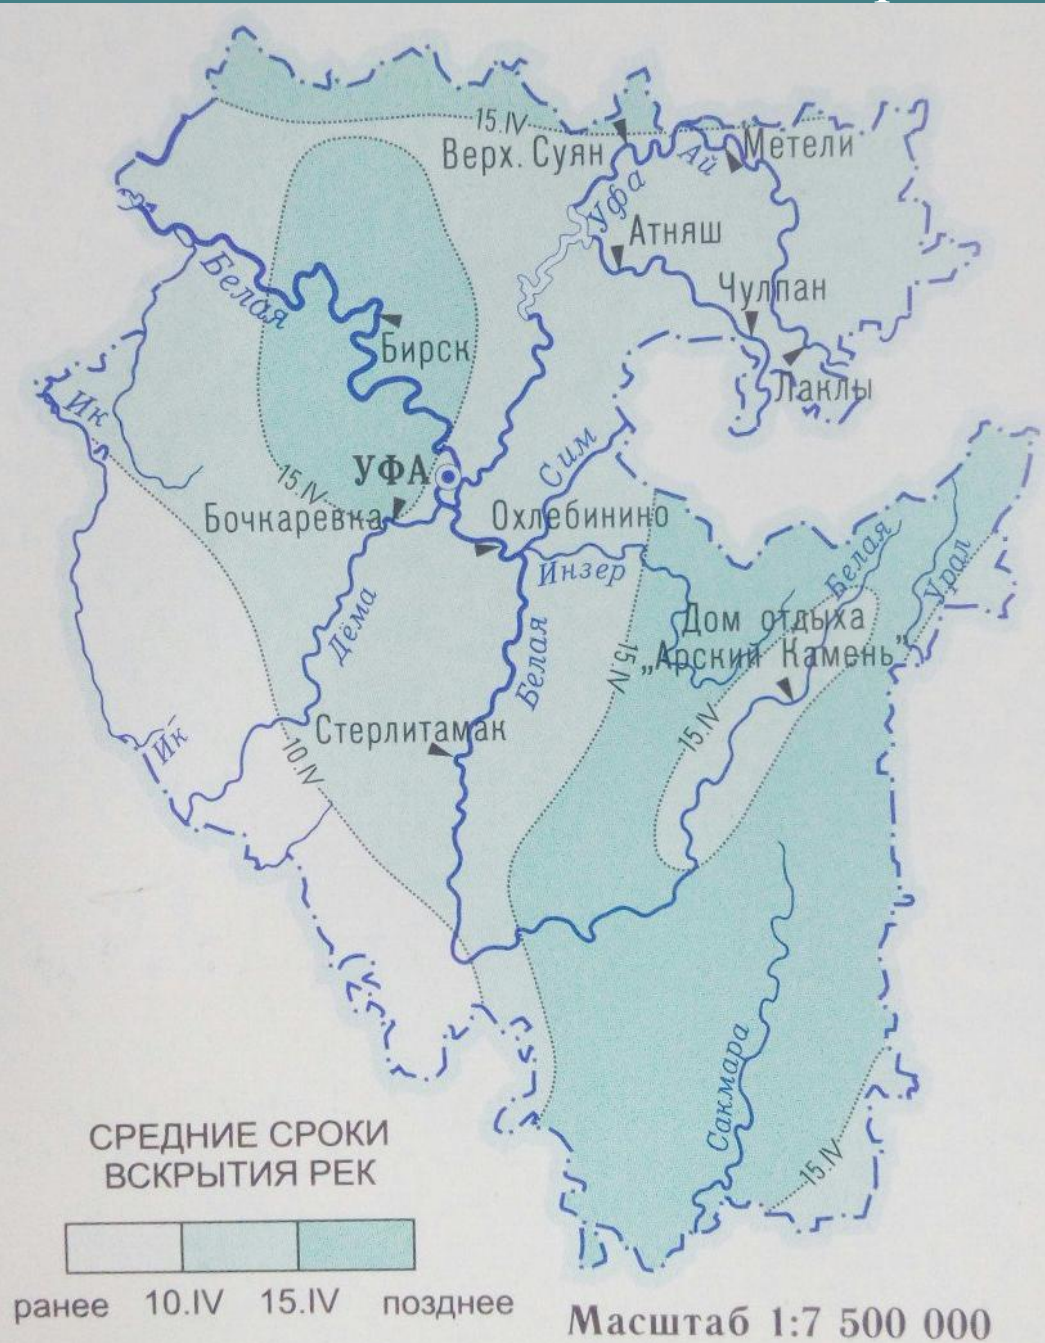 15.IV
Верх. Суян
Ай
Метели
Уфа
Атняш
Белая
Чулпан
Бирск
Лаклы
Ик
Сим
УФА
15.IV
Бочкаревка
Охлебинино
Инзер
Белая
Урал
Дёма
Дом отдыха
„Арский Камень"
Белая
15.IV
Стерлитамак
15.IV
Ик
10.IV
Сакмара
15.IV
СРЕДНИЕ СРОКИ
ВСКРЫТИЯ РЕК
ранее 10.IV 15.IV позднее
Масштаб 1:7 500 000